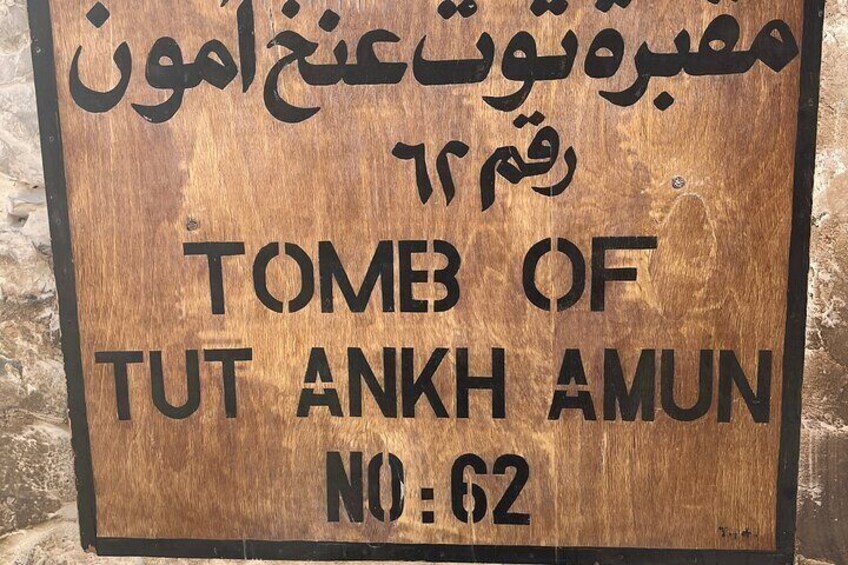 مقبرة توت عنخ أمون
رقم ٦٢
TOMB OF
TUT ANKH AMUN
NO: 62